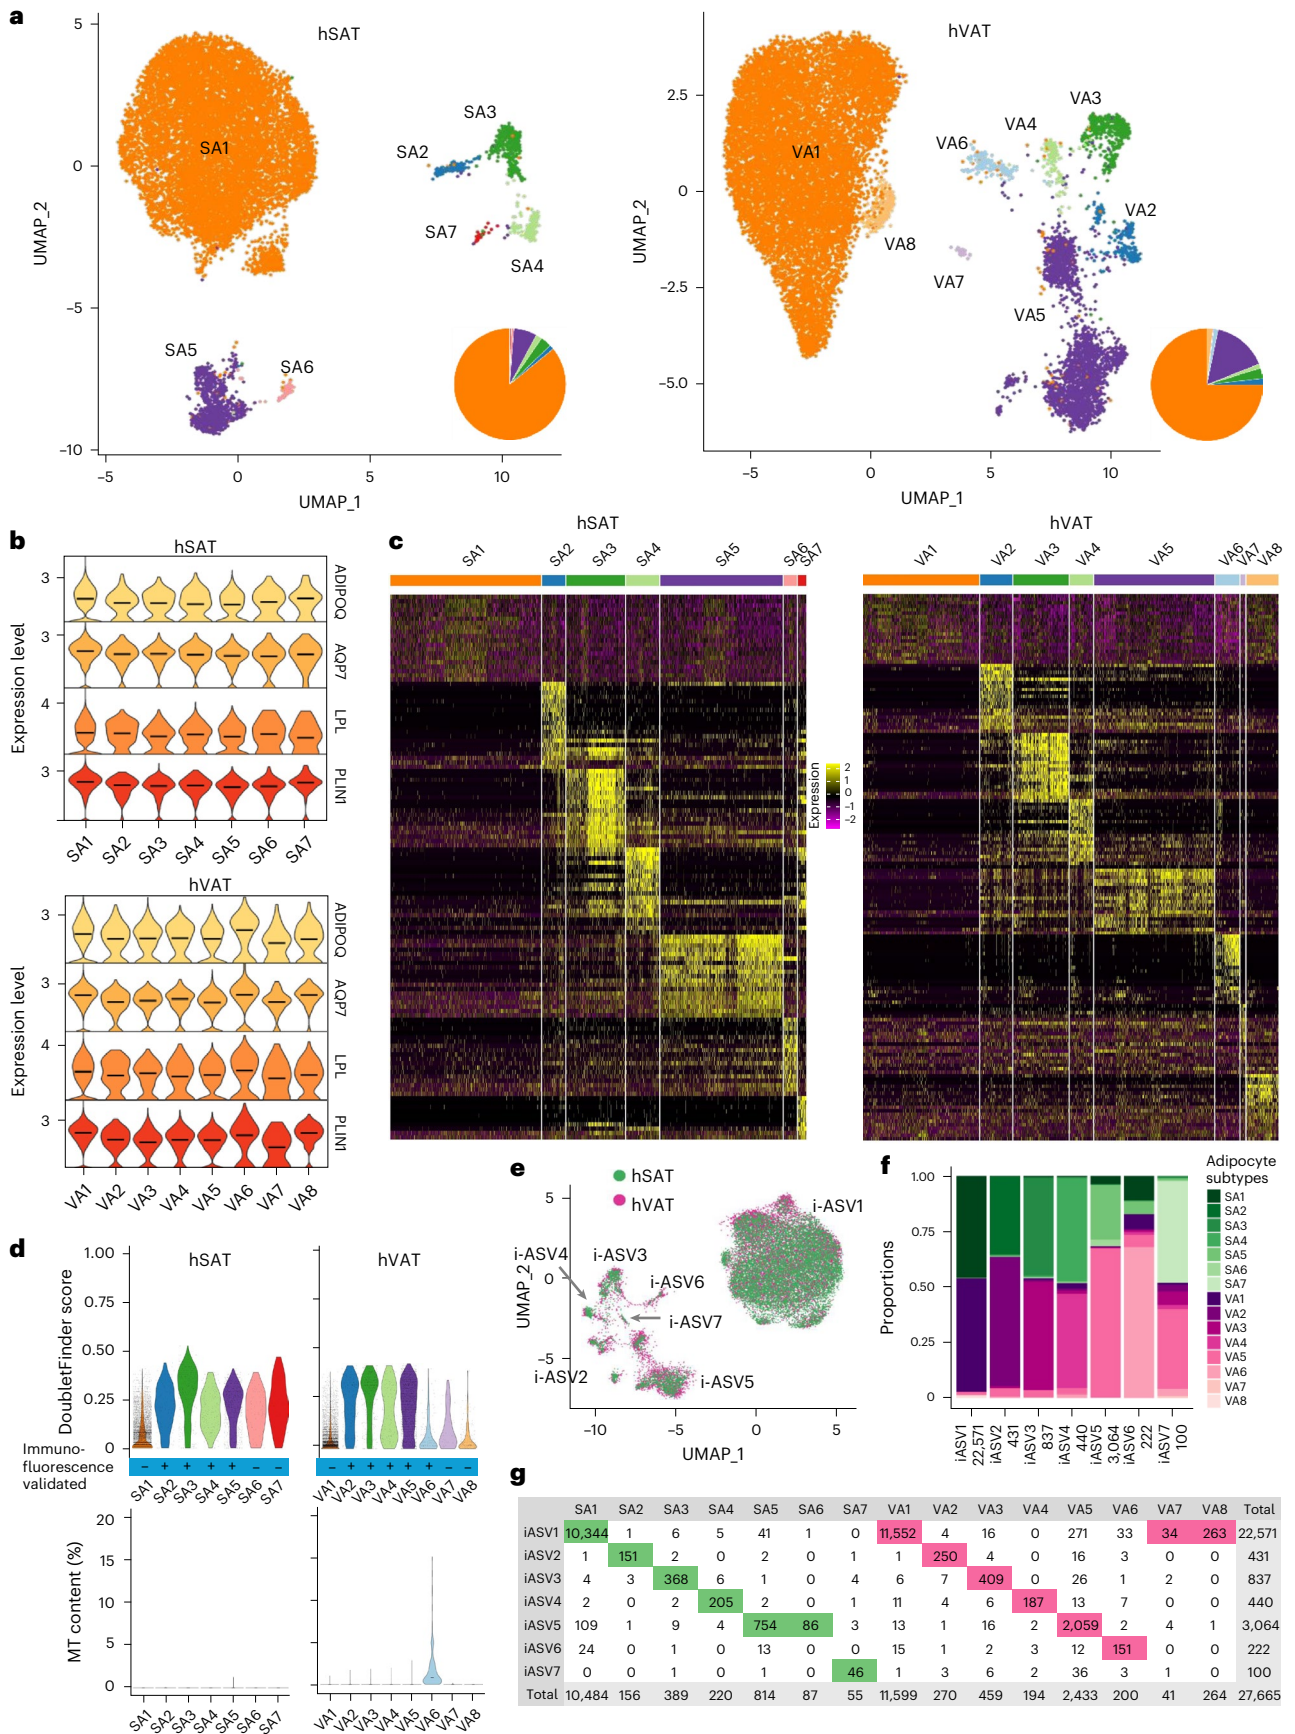 a
hSAT
5
0
−5
−10
UMAP_2
SA1
SA2
SA3
SA7
SA4
SA5
SA6
−5
0
5
10
UMAP_1
hVAT
2.5
0
−2.5
−5.0
UMAP_2
VA1
VA6
VA4
VA3
VA2
VA8
VA7
VA5
−5
0
5
10
UMAP_1
b
hSAT
Expression level
3
ADIPOQ
3
AQP7
4
LPL
3
PLIN1
SA1 SA2 SA3 SA4 SA5 SA6 SA7
hVAT
Expression level
3
ADIPOQ
3
AQP7
4
LPL
3
PLIN1
VA1 VA2 VA3 VA4 VA5 VA6 VA7 VA8
c
hSAT
SA1 SA2 SA3 SA4 SA5 SA6 SA7
Expression
2
1
0
−1
−2
hVAT
VA1 VA2 VA3 VA4 VA5 VA6 VA7 VA8
d
hSAT
hVAT
DoubletFinder score
1.00
0.75
0.50
0.25
0
Immuno-
fluorescence
validated
− + + + + − −
− + + + + + − −
SA1 SA2 SA3 SA4 SA5 SA6 SA7
VA1 VA2 VA3 VA4 VA5 VA6 VA7 VA8
MT content (%)
20
15
10
5
0
SA1 SA2 SA3 SA4 SA5 SA6 SA7
VA1 VA2 VA3 VA4 VA5 VA6 VA7 VA8
e
hSAT
hVAT
UMAP_2
5
0
−5
i-ASV1
i-ASV4
i-ASV3
i-ASV6
i-ASV7
i-ASV2
i-ASV5
−10
−5
0
5
UMAP_1
f
Proportions
1.00
0.75
0.50
0.25
0
iASV1
22,571
iASV2
431
iASV3
837
iASV4
440
iASV5
3,064
iASV6
222
iASV7
100
Adipocyte
subtypes
SA1
SA2
SA3
SA4
SA5
SA6
SA7
VA1
VA2
VA3
VA4
VA5
VA6
VA7
VA8
g
SA1 SA2 SA3 SA4 SA5 SA6 SA7 VA1 VA2 VA3 VA4 VA5 VA6 VA7 VA8 Total
iASV1 10,344 1 6 5 41 1 0 11,552 4 16 0 271 33 34 263 22,571
iASV2 1 151 2 0 2 0 1 1 250 4 0 16 3 0 0 431
iASV3 4 3 368 6 1 0 4 6 7 409 0 26 1 2 0 837
iASV4 2 0 2 205 2 0 1 11 4 6 187 13 7 0 0 440
iASV5 109 1 9 4 754 86 3 13 1 16 2 2,059 2 4 1 3,064
iASV6 24 0 1 0 13 0 0 15 1 2 3 12 151 0 0 222
iASV7 0 0 1 0 1 0 46 1 3 6 2 36 3 1 0 100
Total 10,484 156 389 220 814 87 55 11,599 270 459 194 2,433 200 41 264 27,665